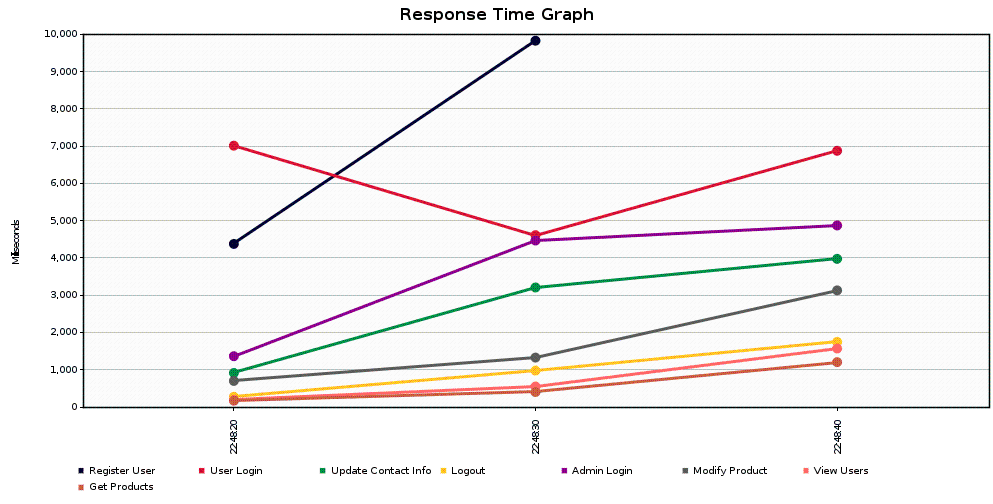 Response Time Graph
10,000
9,000
8,000
7,000
6,000
5,000
4,000
3,000
2,000
1,000
0
Milliseconds
22:48:20
22:48:30
22:48:40
Register User
User Login
Update Contact Info
Logout
Admin Login
Modify Product
View Users
Get Products